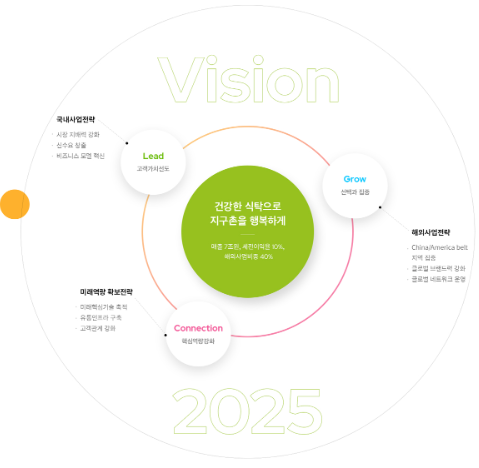 Vision
국내사업전략
· 시장 지배력 강화
· 신수요 창출
· 비즈니스 모델 혁신
Lead
고객가치선도
Grow
선택과 집중
건강한 식탁으로
지구촌을 행복하게
매출 7조원, 세전이익현 10%,
해외사업비중 40%
해외사업전략
· China/America belt
지역 집중
· 글로벌 브랜드력 강화
· 글로벌 네트워크 운영
미래역량 확보전략
· 미래핵심기술 축적
· 유통인프라 구축
· 고객관계 강화
Connection
핵심역량강화
2025